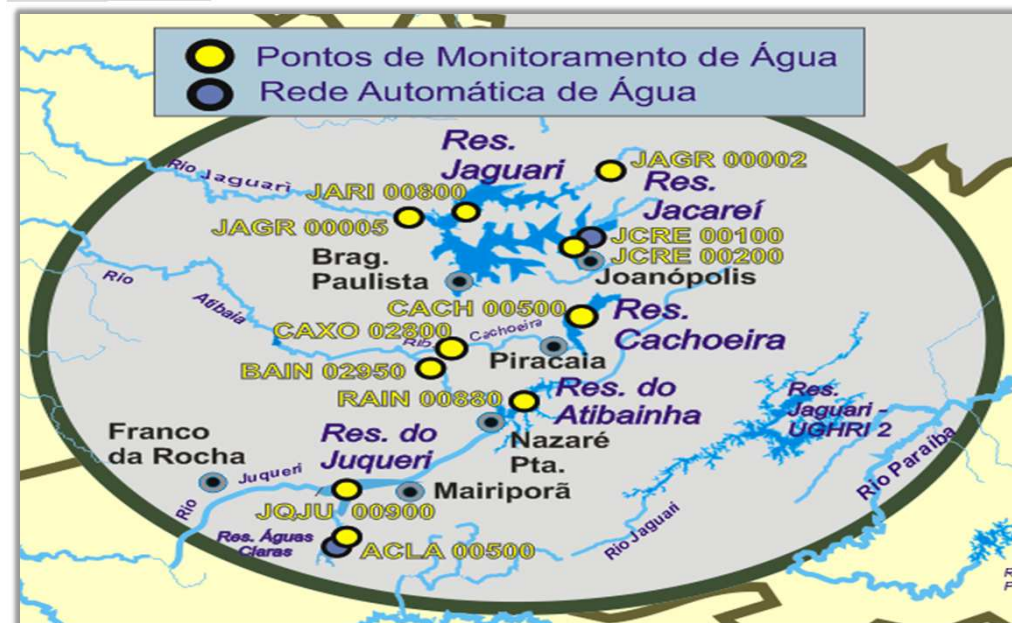 Pontos de Monitoramento de Água
Rede Automática de Água
Res.
Jaguari
JAGR 00002
Rio Jaguari
JARI 00800
Res.
Jacareí
JAGR 00005
JCRE 00100
JCRE 00200
Brag.
Paulista
Joanópolis
Rio
Atibaia
CACH 00500
Res.
Cachoeira
CAXO 02800
Rib
Cachoeira
Piracaia
BAIN 02950
RAIN 00880
Res. do
Atibainha
Res.
Jaguari -
UGHRI 2
Franco
da Rocha
Res. do
Juqueri
Nazaré
Pta.
Rio Paraíba
Juqueri
Rio
Mairiporã
JQJU 00900
Rio Jaguari
Res. Águas
Claras
ACLA 00500